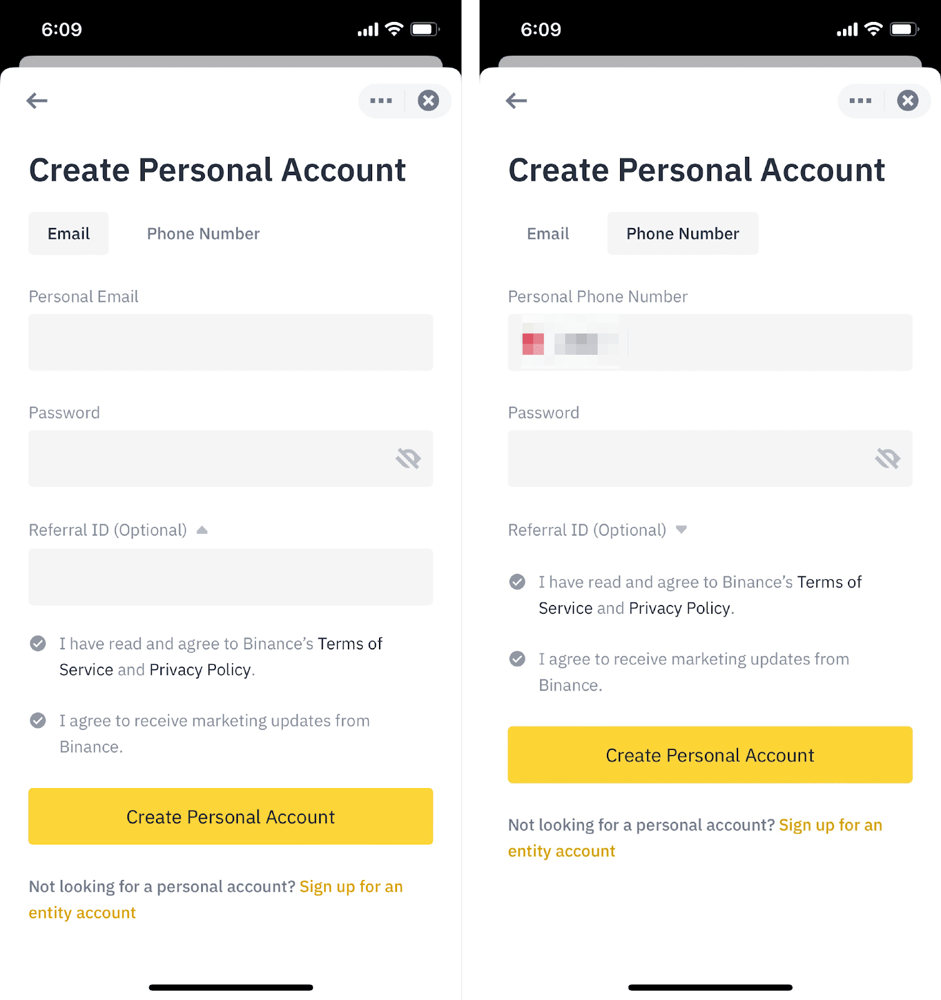 6:09
Create Personal Account
Email
Phone Number
Personal Email
Password
Referral ID (Optional)
I have read and agree to Binance’s Terms of
Service and Privacy Policy.
I agree to receive marketing updates from
Binance.
Create Personal Account
Not looking for a personal account? Sign up for an
entity account
6:09
Create Personal Account
Email
Phone Number
Personal Phone Number
Password
Referral ID (Optional)
I have read and agree to Binance’s Terms of
Service and Privacy Policy.
I agree to receive marketing updates from
Binance.
Create Personal Account
Not looking for a personal account? Sign up for an
entity account